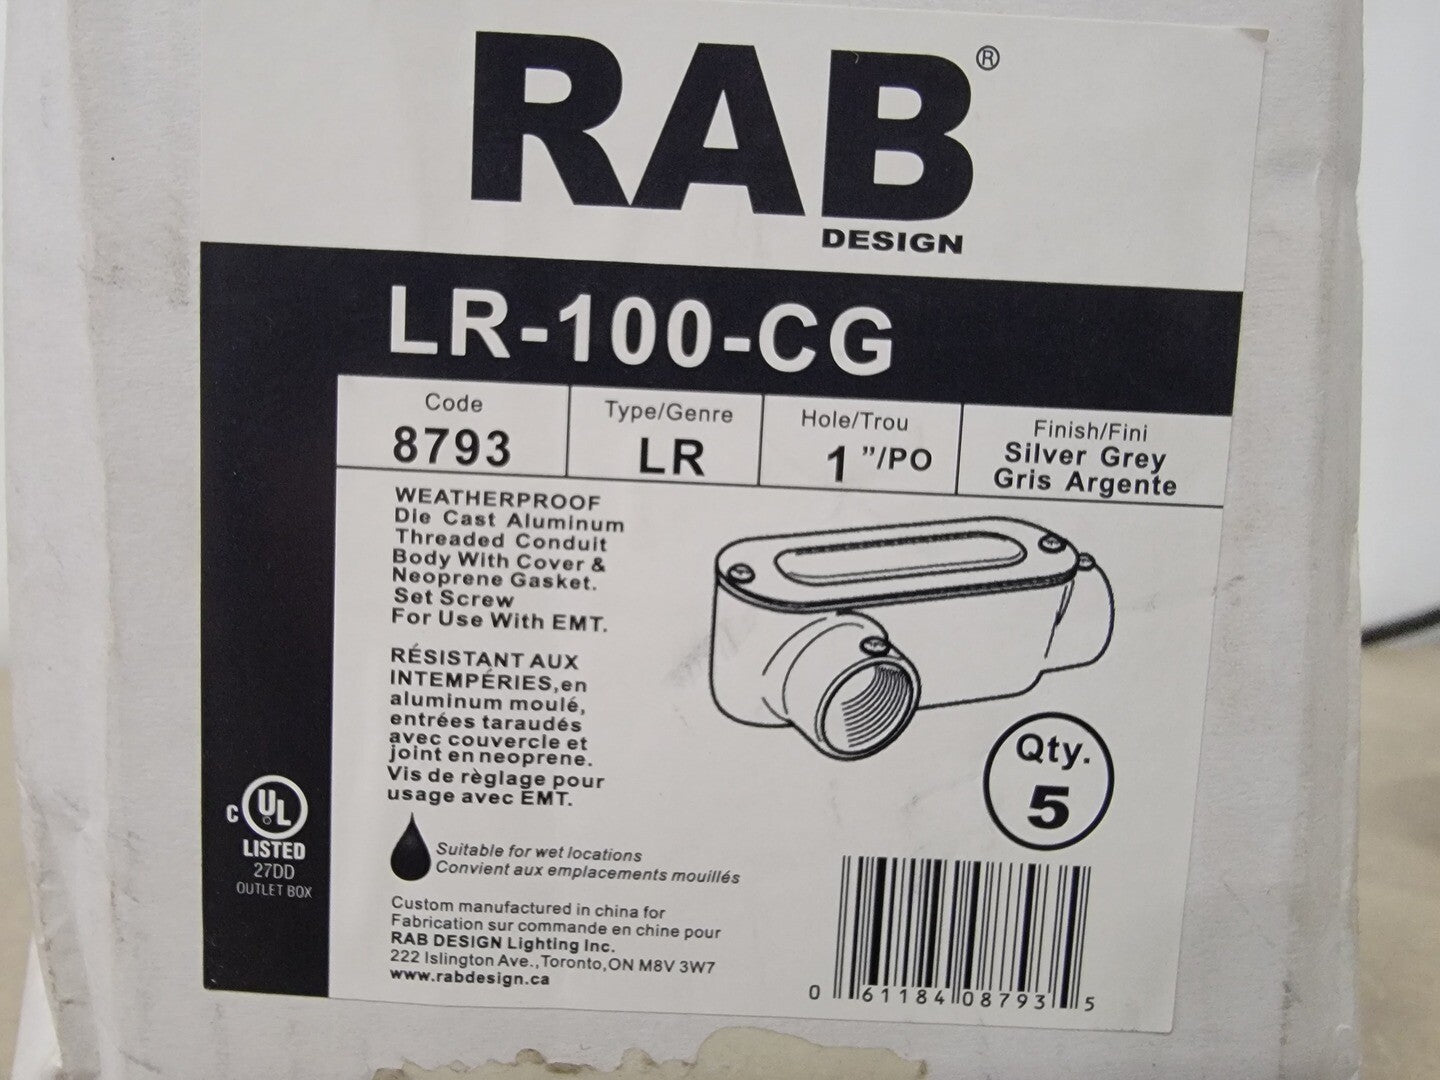 RAB®
DESIGN
LR-100-CG
Code
8793
Type/Genre
LR
Hole/Trou
1 "/PO
Finish/Fini
Silver Grey
Gris Argente
WEATHERPROOF
Die Cast Aluminum
Threaded Conduit
Body With Cover &
Neoprene Gasket.
Set Screw
For Use With EMT.
RÉSISTANT AUX
INTEMPÉRIES,en
aluminum moulé,
entrées taraudés
avec couvercle et
joint en neoprene.
Vis de règlage pour
usage avec EMT.
Qty.
5
C UL
LISTED
27DD
OUTLET BOX
Suitable for wet locations
Convient aux emplacements mouillés
Custom manufactured in china for
Fabrication sur commande en chine pour
RAB DESIGN Lighting Inc.
222 Islington Ave.,Toronto,ON M8V 3W7
www.rabdesign.ca
0 61184 08793 5